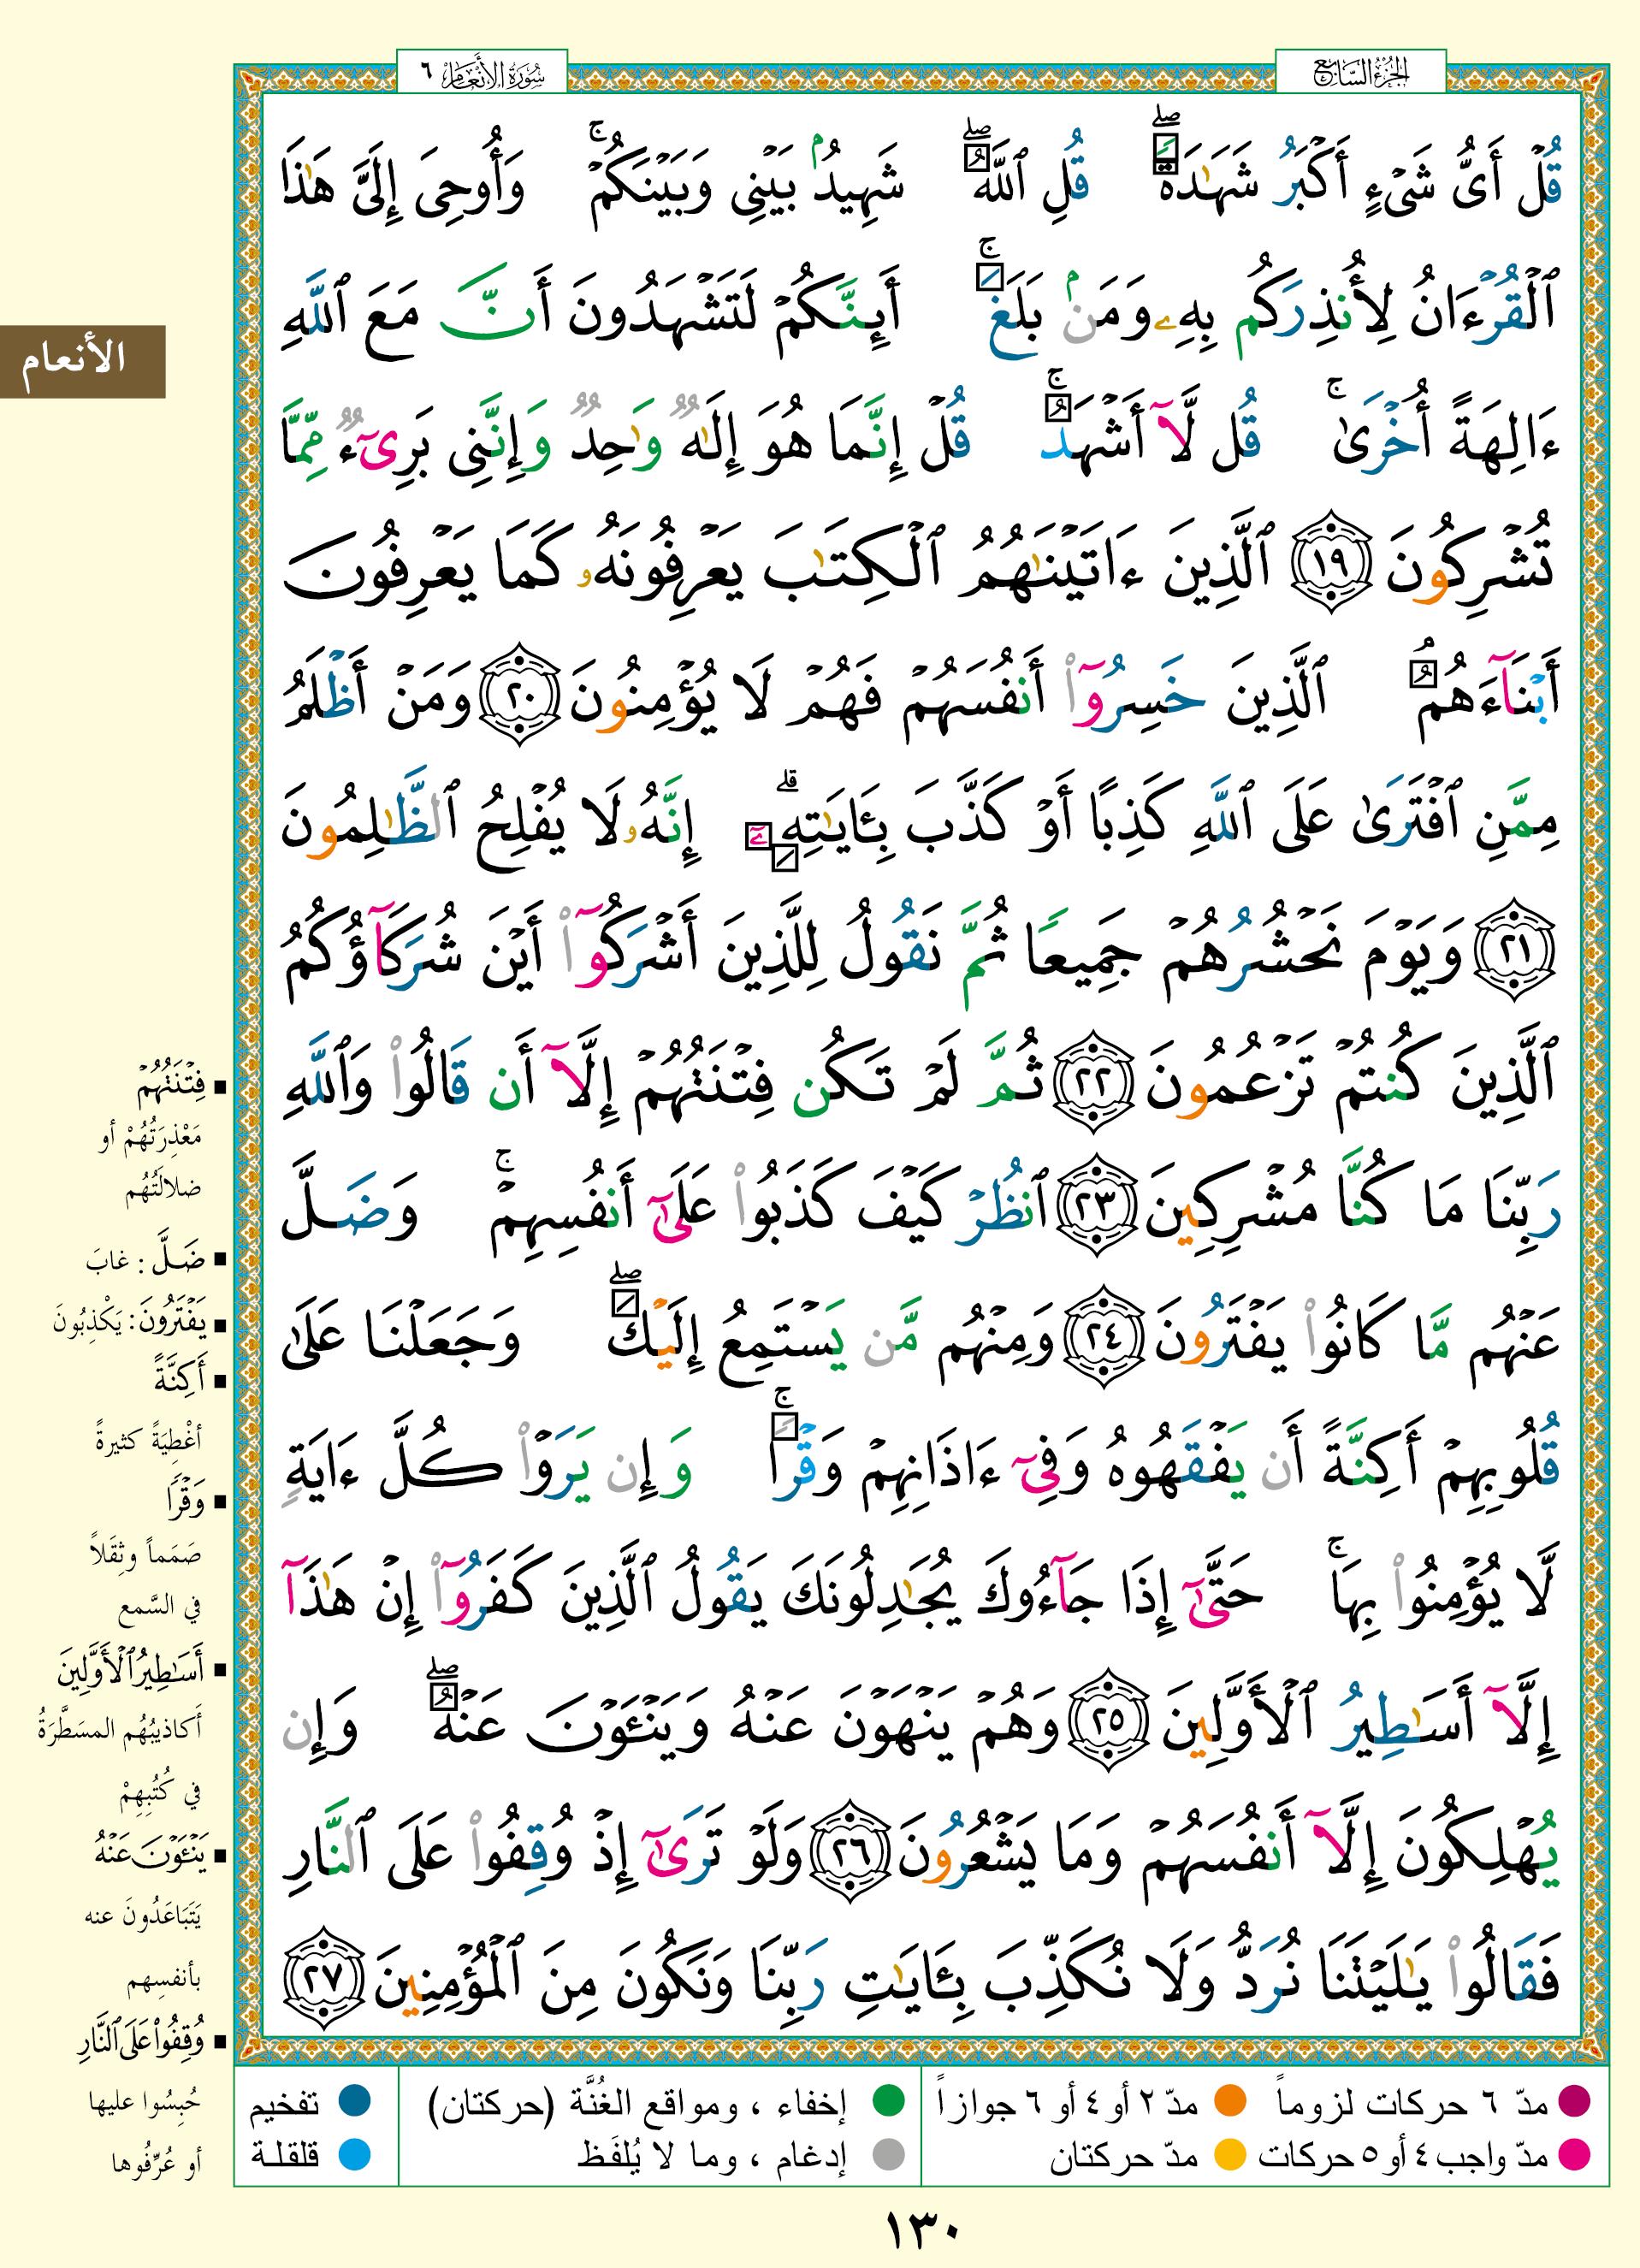 الجزء السابع
سورة الأنعام ٦
قُلْ أَيُّ شَيْءٍ أَكْبَرُ شَهَٰدَةً ۖ قُلِ ٱللَّهُ ۖ شَهِيدٌۢ بَيْنِى وَبَيْنَكُمْ ۚ وَأُوحِىَ إِلَىَّ هَٰذَا
ٱلْقُرْءَانُ لِأُنذِرَكُم بِهِۦ وَمَنۢ بَلَغَ ۚ أَئِنَّكُمْ لَتَشْهَدُونَ أَنَّ مَعَ ٱللَّهِ
ءَالِهَةً أُخْرَىٰ ۚ قُل لَّآ أَشْهَدُ ۚ قُلْ إِنَّمَا هُوَ إِلَٰهٌ وَٰحِدٌ وَإِنَّنِى بَرِىٓءٌ مِّمَّا
تُشْرِكُونَ ١٩ ٱلَّذِينَ ءَاتَيْنَٰهُمُ ٱلْكِتَٰبَ يَعْرِفُونَهُۥ كَمَا يَعْرِفُونَ
أَبْنَآءَهُمُ ٱلَّذِينَ خَسِرُوٓا۟ أَنفُسَهُمْ فَهُمْ لَا يُؤْمِنُونَ ٢٠ وَمَنْ أَظْلَمُ
مِمَّنِ ٱفْتَرَىٰ عَلَى ٱللَّهِ كَذِبًا أَوْ كَذَّبَ بِـَٔايَٰتِهِۦٓ ۗ إِنَّهُۥ لَا يُفْلِحُ ٱلظَّٰلِمُونَ
٢١ وَيَوْمَ نَحْشُرُهُمْ جَمِيعًا ثُمَّ نَقُولُ لِلَّذِينَ أَشْرَكُوٓا۟ أَيْنَ شُرَكَآؤُكُمُ
ٱلَّذِينَ كُنتُمْ تَزْعُمُونَ ٢٢ ثُمَّ لَمْ تَكُن فِتْنَتُهُمْ إِلَّآ أَن قَالُوا۟ وَٱللَّهِ
رَبِّنَا مَا كُنَّا مُشْرِكِينَ ٢٣ ٱنظُرْ كَيْفَ كَذَبُوا۟ عَلَىٰٓ أَنفُسِهِمْ ۚ وَضَلَّ
عَنْهُم مَّا كَانُوا۟ يَفْتَرُونَ ٢٤ وَمِنْهُم مَّن يَسْتَمِعُ إِلَيْكَ ۖ وَجَعَلْنَا عَلَىٰ
قُلُوبِهِمْ أَكِنَّةً أَن يَفْقَهُوهُ وَفِىٓ ءَاذَانِهِمْ وَقْرًا ۚ وَإِن يَرَوْا۟ كُلَّ ءَايَةٍ
لَّا يُؤْمِنُوا۟ بِهَا ۚ حَتَّىٰٓ إِذَا جَآءُوكَ يُجَٰدِلُونَكَ يَقُولُ ٱلَّذِينَ كَفَرُوٓا۟ إِنْ هَٰذَآ
إِلَّآ أَسَٰطِيرُ ٱلْأَوَّلِينَ ٢٥ وَهُمْ يَنْهَوْنَ عَنْهُ وَيَنْـَٔوْنَ عَنْهُ ۖ وَإِن
يُهْلِكُونَ إِلَّآ أَنفُسَهُمْ وَمَا يَشْعُرُونَ ٢٦ وَلَوْ تَرَىٰٓ إِذْ وُقِفُوا۟ عَلَى ٱلنَّارِ
فَقَالُوا۟ يَٰلَيْتَنَا نُرَدُّ وَلَا نُكَذِّبَ بِـَٔايَٰتِ رَبِّنَا وَنَكُونَ مِنَ ٱلْمُؤْمِنِينَ ٢٧
الأنعام
▪ فِتْنَتُهُمْ
مَعْذِرَتُهُمْ أو
ضلالَتُهُم
▪ ضَلَّ : غابَ
▪ يَفْتَرُونَ: يَكْذِبُونَ
▪ أَكِنَّةً
أغْطِيَةً كثيرةً
▪ وَقْرًا
صَمَماً وثِقَلاً
في السَّمع
▪ أَسَٰطِيرُ ٱلْأَوَّلِينَ
أَكاذيبُهُم المسَطَّرَةُ
في كُتُبِهِمْ
▪ يَنْـَٔوْنَ عَنْهُ
يَتَبَاعَدُونَ عنه
بأنفسِهم
▪ وُقِفُوا۟ عَلَى ٱلنَّارِ
حُبِسُوا عليها
أو عُرِّفُوها
مدّ ٦ حركات لزوماً مدّ ٢ أو ٤ أو ٦ جوازاً
مدّ واجب ٤ أو ٥ حركات مدّ حركتان
إخفاء ، ومواقع الغُنَّة (حركتان)
إدغام ، وما لا يُلفَظ
تفخيم
قلقلة
١٣٠